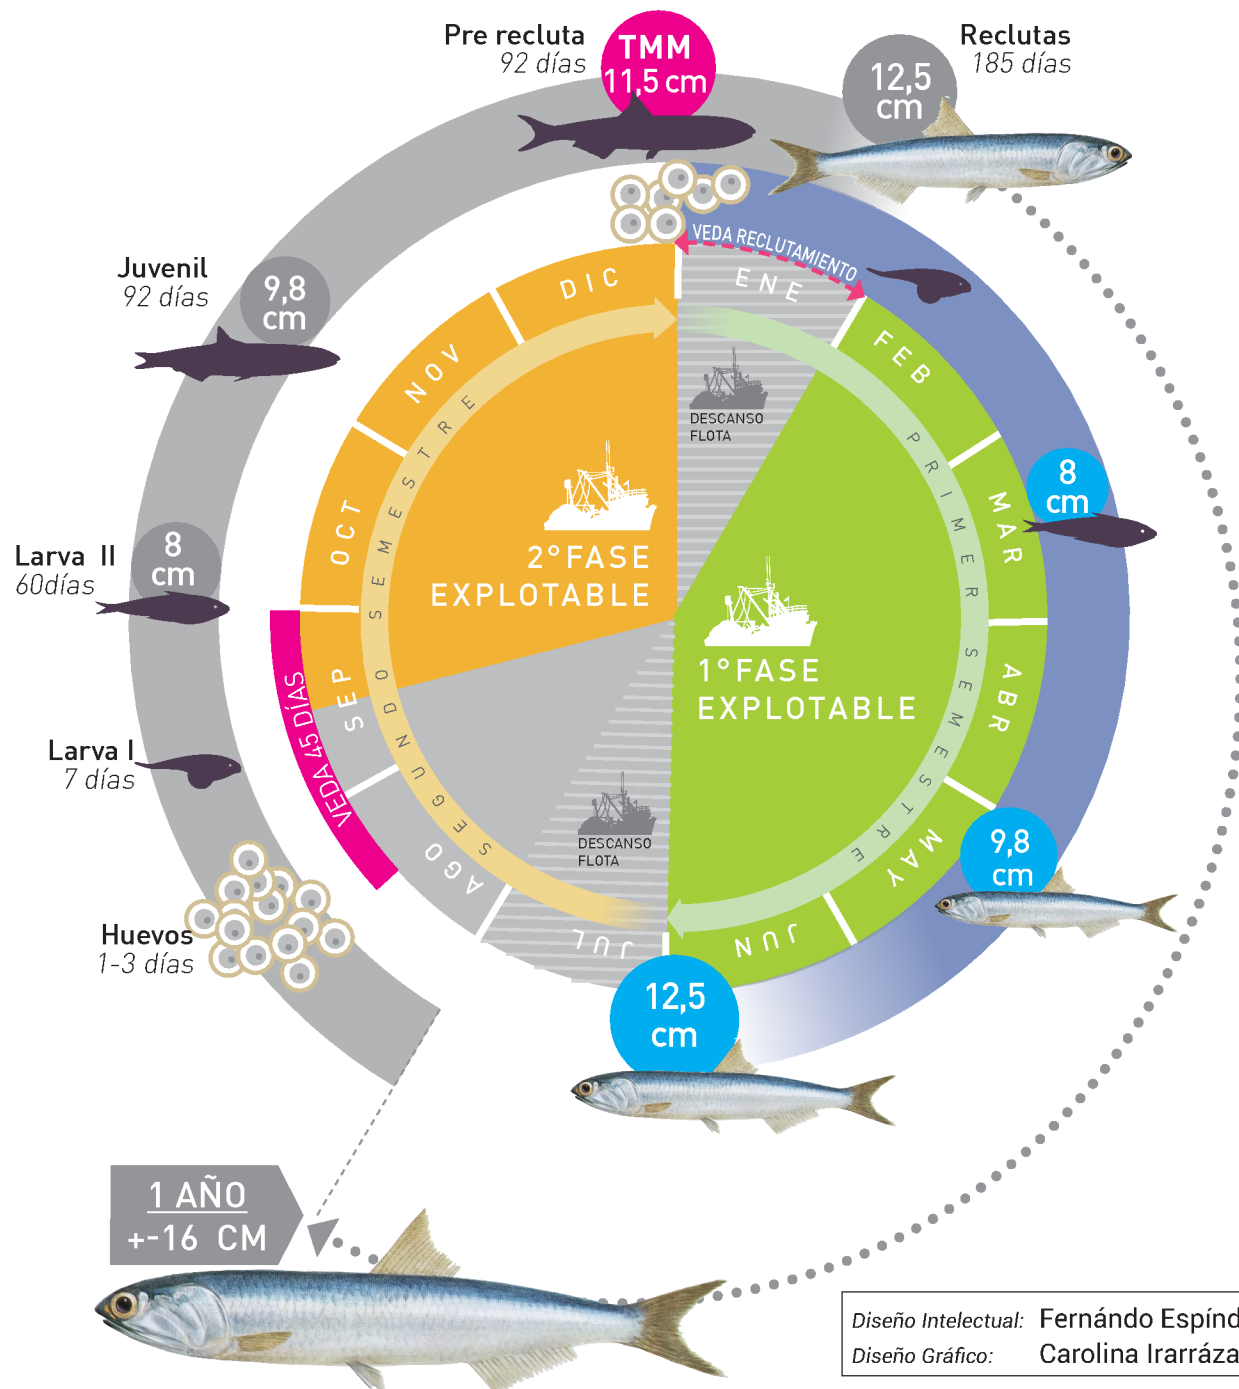 Pre recluta
92 días
TMM
11,5 cm
Reclutas
185 días
12,5
cm
Juvenil
92 días
9,8
cm
VEDA RECLUTAMIENTO
DIC
ENE
NOV
FEB
OCT
MAR
SEP
ABR
AGO
MAY
JUL
JUN
DESCANSO
FLOTA
PRIMER SEMESTRE
SEGUNDO SEMESTRE
2° FASE
EXPLOTABLE
1° FASE
EXPLOTABLE
8
cm
Larva II
60días
8
cm
VEDA 45 DÍAS
Larva I
7 días
DESCANSO
FLOTA
9,8
cm
Huevos
1-3 días
12,5
cm
1 AÑO
+-16 CM
Diseño Intelectual: Fernándo
Diseño Gráfico: Carolina